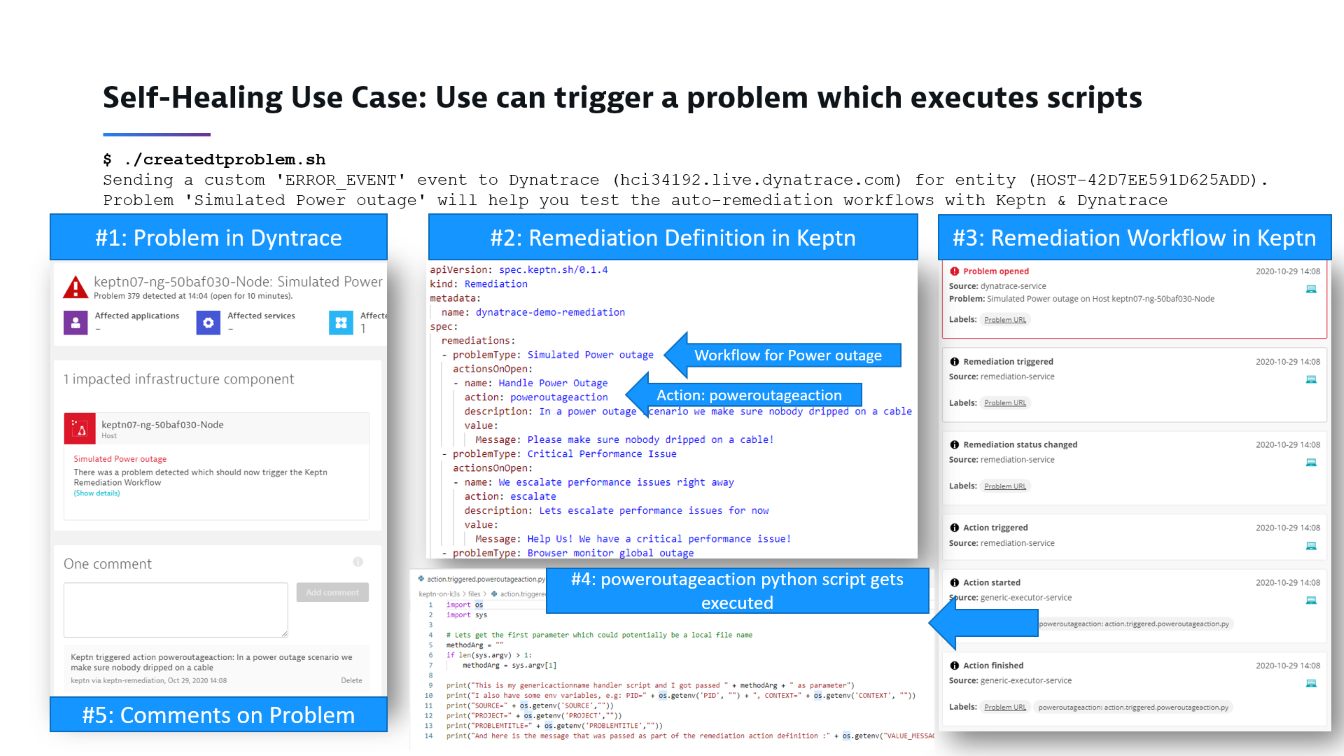 Self-Healing Use Case: Use can trigger a problem which executes scripts
$ ./createdtproblem.sh
Sending a custom 'ERROR_EVENT' event to Dynatrace (hci34192.live.dynatrace.com) for entity (HOST-42D7EE591D625ADD).
Problem 'Simulated Power outage' will help you test the auto-remediation workflows with Keptn & Dynatrace
#1: Problem in Dyntrace
keptn07-ng-50baf030-Node: Simulated Power
Problem 379 detected at 14:04 (open for 10 minutes).
Affected applications
-
Affected services
-
Affecte
1
1 impacted infrastructure component
keptn07-ng-50baf030-Node
Host
Simulated Power outage
There was a problem detected which should now trigger the Keptn
Remediation Workflow
(Show details)
One comment
Add comment
Keptn triggered action poweroutageaction: In a power outage scenario we
make sure nobody dripped on a cable
keptn via keptn-remediation, Oct 29, 2020 14:08 Delete
#5: Comments on Problem
#2: Remediation Definition in Keptn
apiVersion: spec.keptn.sh/0.1.4
kind: Remediation
metadata:
name: dynatrace-demo-remediation
spec:
remediations:
- problemType: Simulated Power outage
Workflow for Power outage
actionsOnOpen:
- name: Handle Power Outage
action: poweroutageaction
Action: poweroutageaction
description: In a power outage scenario we make sure nobody dripped on a cable
value:
Message: Please make sure nobody dripped on a cable!
- problemType: Critical Performance Issue
actionsOnOpen:
- name: We escalate performance issues right away
action: escalate
description: Lets escalate performance issues for now
value:
Message: Help Us! We have a critical performance issue!
- problemType: Browser monitor global outage
#4: poweroutageaction python script gets
executed
action.triggered.poweroutageaction.py
keptn-on-k3s > files > action.triggered
1 import os
2 import sys
3
4 # Lets get the first parameter which could potentially be a local file name
5 methodArg = ""
6 if len(sys.argv) > 1:
7 methodArg = sys.argv[1]
8
9 print("This is my genericactionname handler script and I got passed " + methodArg + " as parameter")
10 print("I also have some env variables, e.g: PID=" + os.getenv('PID', "") + ", CONTEXT=" + os.getenv('CONTEXT', ""))
11 print("SOURCE=" + os.getenv('SOURCE',""))
12 print("PROJECT=" + os.getenv('PROJECT',""))
13 print("PROBLEMTITLE=" + os.getenv('PROBLEMTITLE',""))
14 print("And here is the message that was passed as part of the remediation action definition :" + os.getenv("VALUE_MESSAG
#3: Remediation Workflow in Keptn
Problem opened 2020-10-29 14:08
Source: dynatrace-service
Problem: Simulated Power outage on Host keptn07-ng-50baf030-Node
Labels: Problem URL
Remediation triggered 2020-10-29 14:08
Source: remediation-service
Labels: Problem URL
Remediation status changed 2020-10-29 14:08
Source: remediation-service
Labels: Problem URL
Action triggered 2020-10-29 14:08
Source: remediation-service
Action started 2020-10-29 14:08
Source: generic-executor-service
poweroutageaction: action.triggered.poweroutageaction.py
Action finished 2020-10-29 14:08
Source: generic-executor-service
Labels: Problem URL poweroutageaction: action.triggered.poweroutageaction.py